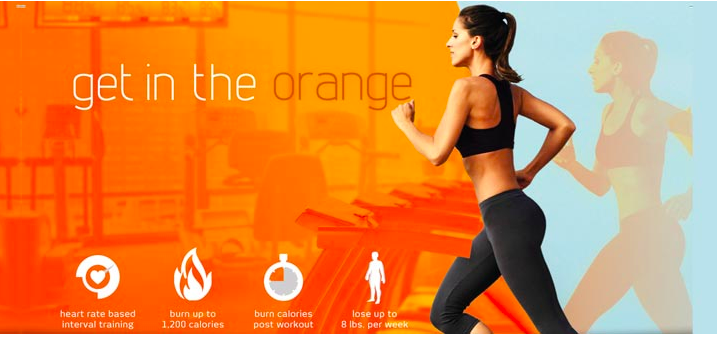 get in the orange
heart rate based
interval training
burn up to
1,200 calories
burn calories
post workout
lose up to
8 lbs. per week